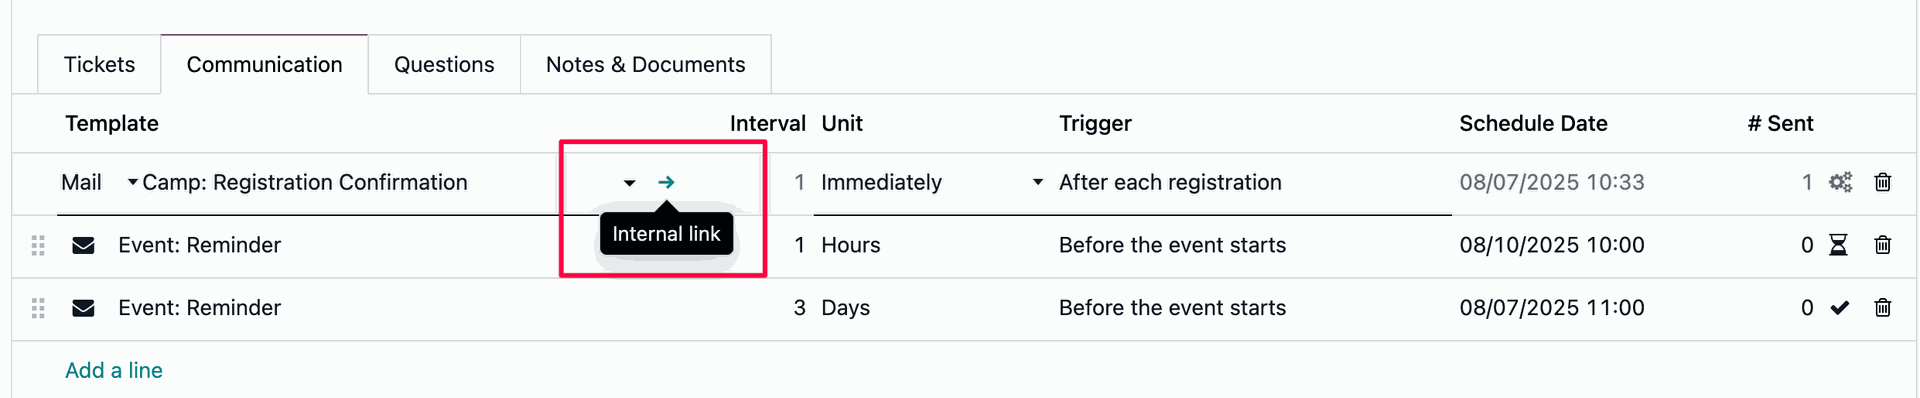 Tickets Communication Questions Notes & Documents
Template Interval Unit Trigger Schedule Date # Sent
Mail Camp: Registration Confirmation 1 Immediately After each registration 08/07/2025 10:33 1
Internal link
Event: Reminder 1 Hours Before the event starts 08/10/2025 10:00 0
Event: Reminder 3 Days Before the event starts 08/07/2025 11:00 0
Add a line